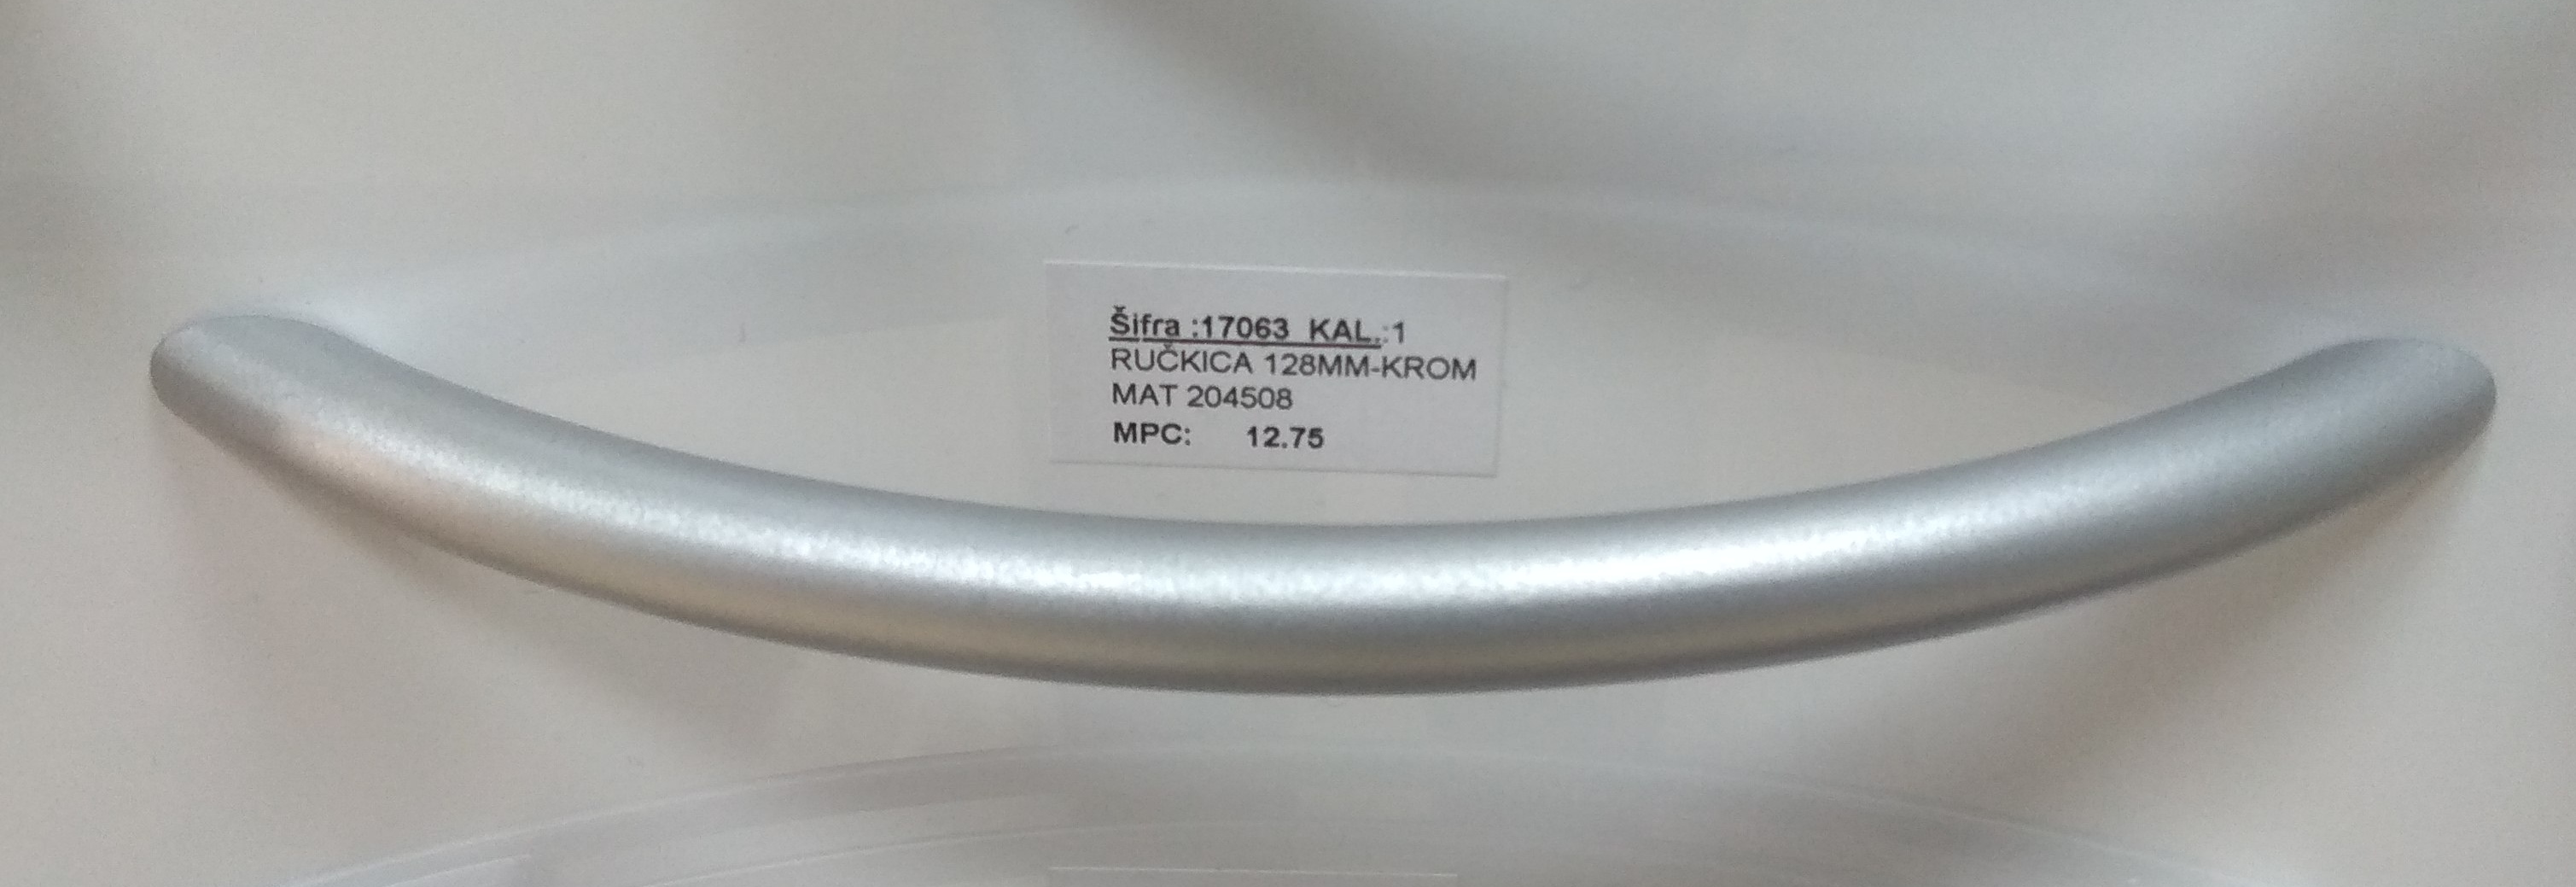 Šifra :17063 KAL.:1
RUČKICA 128MM-KROM
MAT 204508
MPC: 12.75